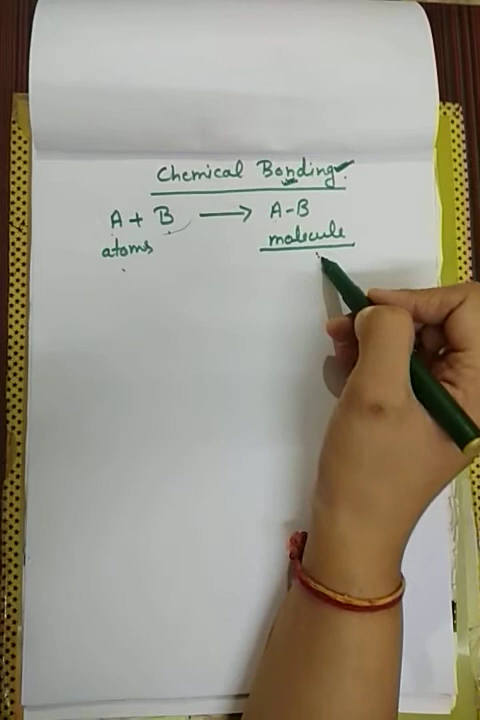 Chemical Bonding
A + B ⟶ A-B
atoms molecule